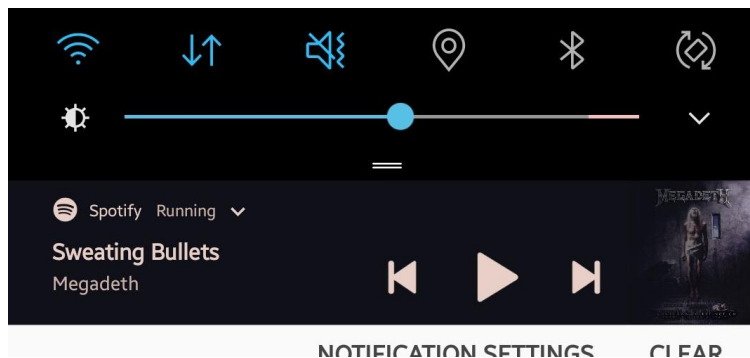 Spotify Running
Sweating Bullets
Megadeth
MEGADETH
NOTIFICATION SETTINGS CLEAR